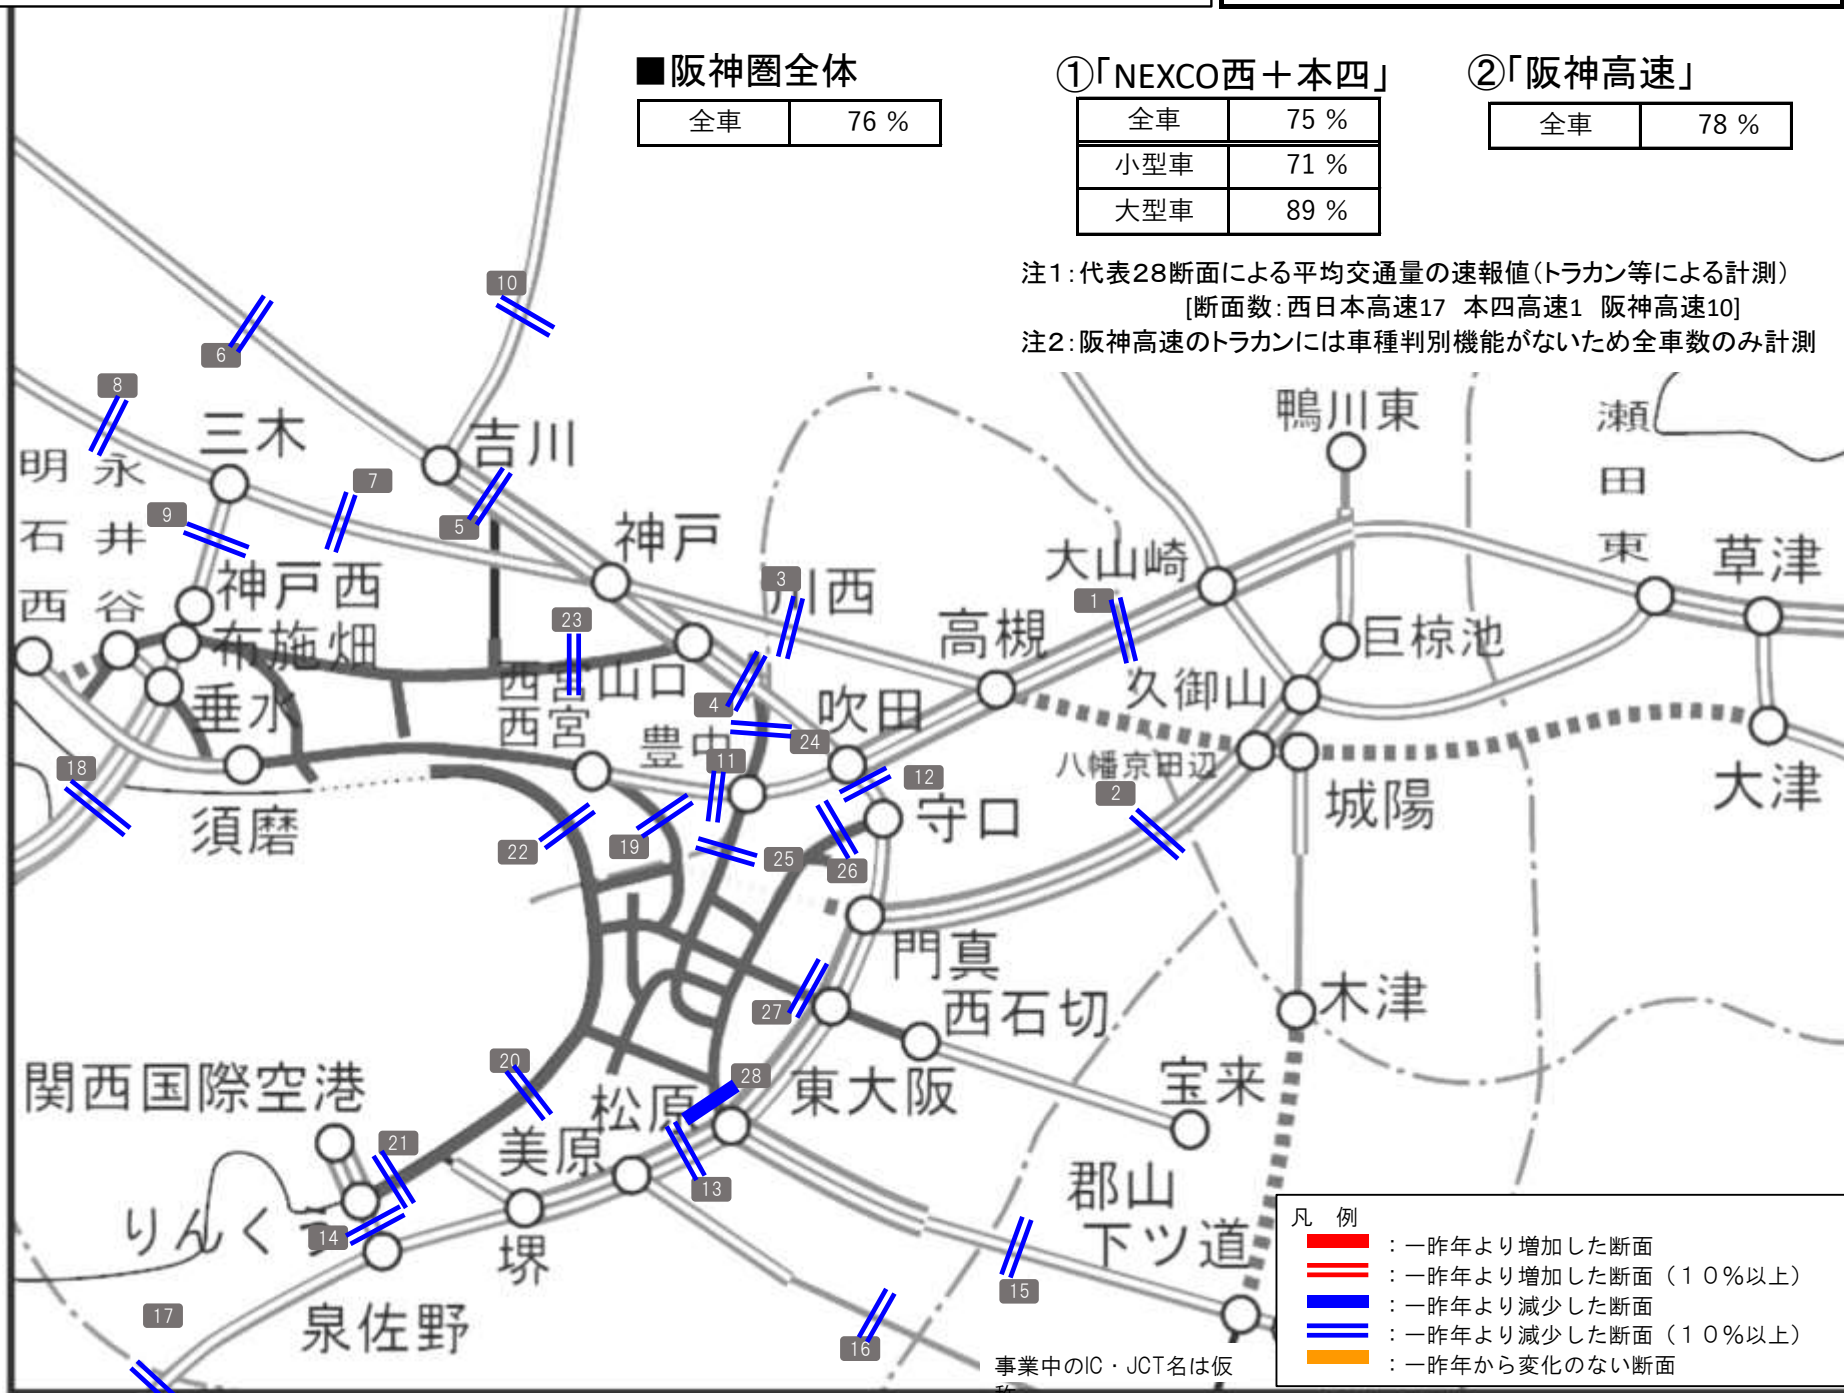 ■阪神圏全体
全車 76 %
①「NEXCO西＋本四」
全車 75 %
小型車 71 %
大型車 89 %
②「阪神高速」
全車 78 %
注1：代表28断面による平均交通量の速報値（トラカン等による計測）
[断面数：西日本高速17 本四高速1 阪神高速10]
注2：阪神高速のトラカンには車種判別機能がないため全車数のみ計測
10
6
8
三木
吉川
鴨川東
瀬田東
明石西
永井谷
7
9
5
神戸
大山崎
草津
神戸西
3
川西
1
23
高槻
布施畑
巨椋池
西宮山口
久御山
垂水
4
吹田
西宮
豊中
24
八幡京田辺
18
11
12
2
大津
須磨
守口
城陽
22
19
25
26
門真
27
西石切
木津
関西国際空港
20
28
松原
東大阪
宝来
21
美原
13
郡山下ツ道
りんくう
14
堺
15
17
泉佐野
16
事業中のIC・JCT名は仮
称
凡 例
：一昨年より増加した断面
：一昨年より増加した断面（１０％以上）
：一昨年より減少した断面
：一昨年より減少した断面（１０％以上）
：一昨年から変化のない断面